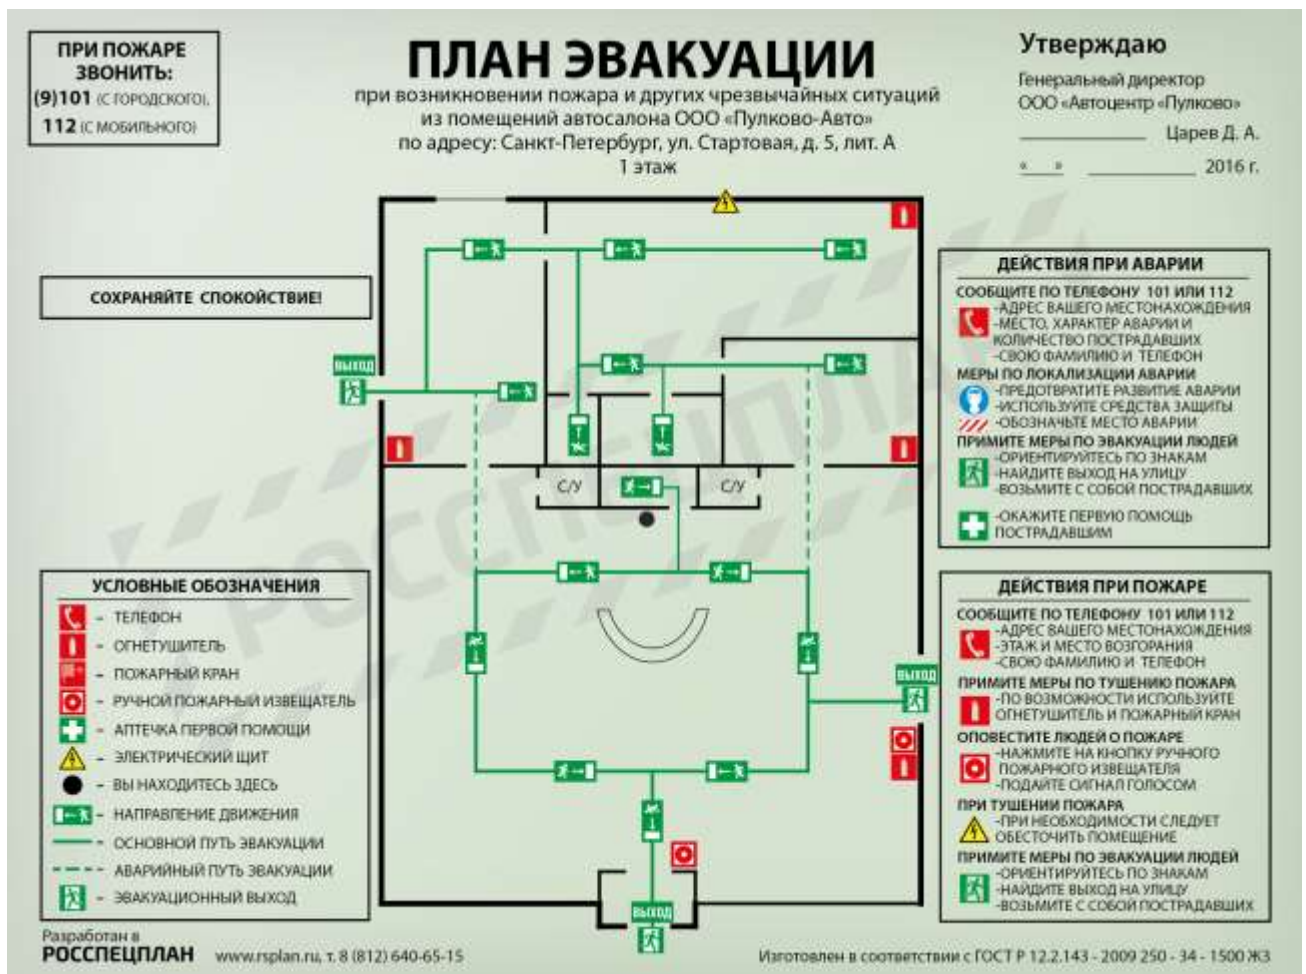 ПРИ ПОЖАРЕ
ЗВОНИТЬ:
(9)101 (С ГОРОДСКОГО),
112 (С МОБИЛЬНОГО)
ПЛАН ЭВАКУАЦИИ
при возникновении пожара и других чрезвычайных ситуаций
из помещений автосалона ООО «Пулково-Авто»
по адресу: Санкт-Петербург, ул. Стартовая, д. 5, лит. А
1 этаж
Утверждаю
Генеральный директор
ООО «Автоцентр «Пулково»
Царев Д. А.
« » 2016 г.
СОХРАНЯЙТЕ СПОКОЙСТВИЕ!
ВЫХОД
С/У
С/У
ВЫХОД
ВЫХОД
РОССПЕЦПЛАН
УСЛОВНЫЕ ОБОЗНАЧЕНИЯ
- ТЕЛЕФОН
- ОГНЕТУШИТЕЛЬ
- ПОЖАРНЫЙ КРАН
- РУЧНОЙ ПОЖАРНЫЙ ИЗВЕЩАТЕЛЬ
- АПТЕЧКА ПЕРВОЙ ПОМОЩИ
- ЭЛЕКТРИЧЕСКИЙ ЩИТ
- ВЫ НАХОДИТЕСЬ ЗДЕСЬ
- НАПРАВЛЕНИЕ ДВИЖЕНИЯ
- ОСНОВНОЙ ПУТЬ ЭВАКУАЦИИ
- АВАРИЙНЫЙ ПУТЬ ЭВАКУАЦИИ
- ЭВАКУАЦИОННЫЙ ВЫХОД
ДЕЙСТВИЯ ПРИ АВАРИИ
СООБЩИТЕ ПО ТЕЛЕФОНУ 101 ИЛИ 112
-АДРЕС ВАШЕГО МЕСТОНАХОЖДЕНИЯ
-МЕСТО, ХАРАКТЕР АВАРИИ И
КОЛИЧЕСТВО ПОСТРАДАВШИХ
-СВОЮ ФАМИЛИЮ И ТЕЛЕФОН
МЕРЫ ПО ЛОКАЛИЗАЦИИ АВАРИИ
-ПРЕДОТВРАТИТЕ РАЗВИТИЕ АВАРИИ
-ИСПОЛЬЗУЙТЕ СРЕДСТВА ЗАЩИТЫ
-ОБОЗНАЧЬТЕ МЕСТО АВАРИИ
ПРИМИТЕ МЕРЫ ПО ЭВАКУАЦИИ ЛЮДЕЙ
-ОРИЕНТИРУЙТЕСЬ ПО ЗНАКАМ
-НАЙДИТЕ ВЫХОД НА УЛИЦУ
-ВОЗЬМИТЕ С СОБОЙ ПОСТРАДАВШИХ
-ОКАЖИТЕ ПЕРВУЮ ПОМОЩЬ
ПОСТРАДАВШИМ
ДЕЙСТВИЯ ПРИ ПОЖАРЕ
СООБЩИТЕ ПО ТЕЛЕФОНУ 101 ИЛИ 112
-АДРЕС ВАШЕГО МЕСТОНАХОЖДЕНИЯ
-ЭТАЖ И МЕСТО ВОЗГОРАНИЯ
-СВОЮ ФАМИЛИЮ И ТЕЛЕФОН
ПРИМИТЕ МЕРЫ ПО ТУШЕНИЮ ПОЖАРА
-ПО ВОЗМОЖНОСТИ ИСПОЛЬЗУЙТЕ
ОГНЕТУШИТЕЛЬ И ПОЖАРНЫЙ КРАН
ОПОВЕСТИТЕ ЛЮДЕЙ О ПОЖАРЕ
-НАЖМИТЕ НА КНОПКУ РУЧНОГО
ПОЖАРНОГО ИЗВЕЩАТЕЛЯ
-ПОДАЙТЕ СИГНАЛ ГОЛОСОМ
ПРИ ТУШЕНИИ ПОЖАРА
-ПРИ НЕОБХОДИМОСТИ СЛЕДУЕТ
ОБЕСТОЧИТЬ ПОМЕЩЕНИЕ
ПРИМИТЕ МЕРЫ ПО ЭВАКУАЦИИ ЛЮДЕЙ
-ОРИЕНТИРУЙТЕСЬ ПО ЗНАКАМ
-НАЙДИТЕ ВЫХОД НА УЛИЦУ
-ВОЗЬМИТЕ С СОБОЙ ПОСТРАДАВШИХ
Разработан в
РОССПЕЦПЛАН www.rsplan.ru, т. 8 (812) 640-65-15
Изготовлен в соответствии с ГОСТ Р 12.2.143 - 2009 250 - 34 - 1500 ЖЗ